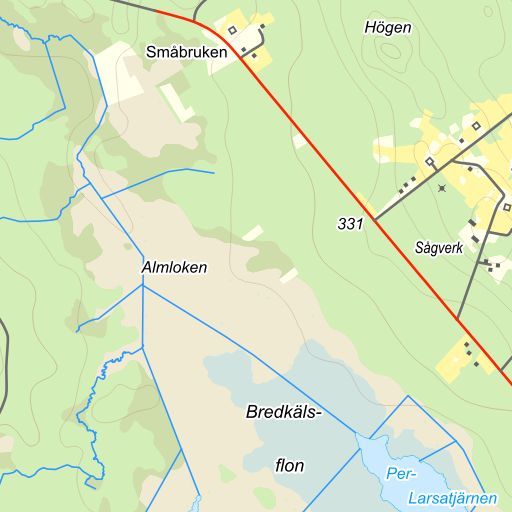 Högen
Småbruken
331
Sågverk
Almloken
Bredkäls-
flon
Per-
Larsatjärnen